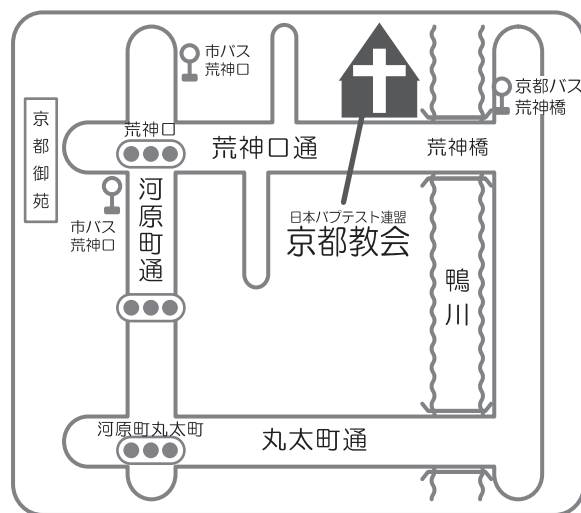 市バス
荒神口
京都バス
荒神橋
京都御苑
荒神口
荒神口通
荒神橋
市バス
荒神口
河原町通
日本バプテスト連盟
京都教会
鴨川
河原町丸太町
丸太町通